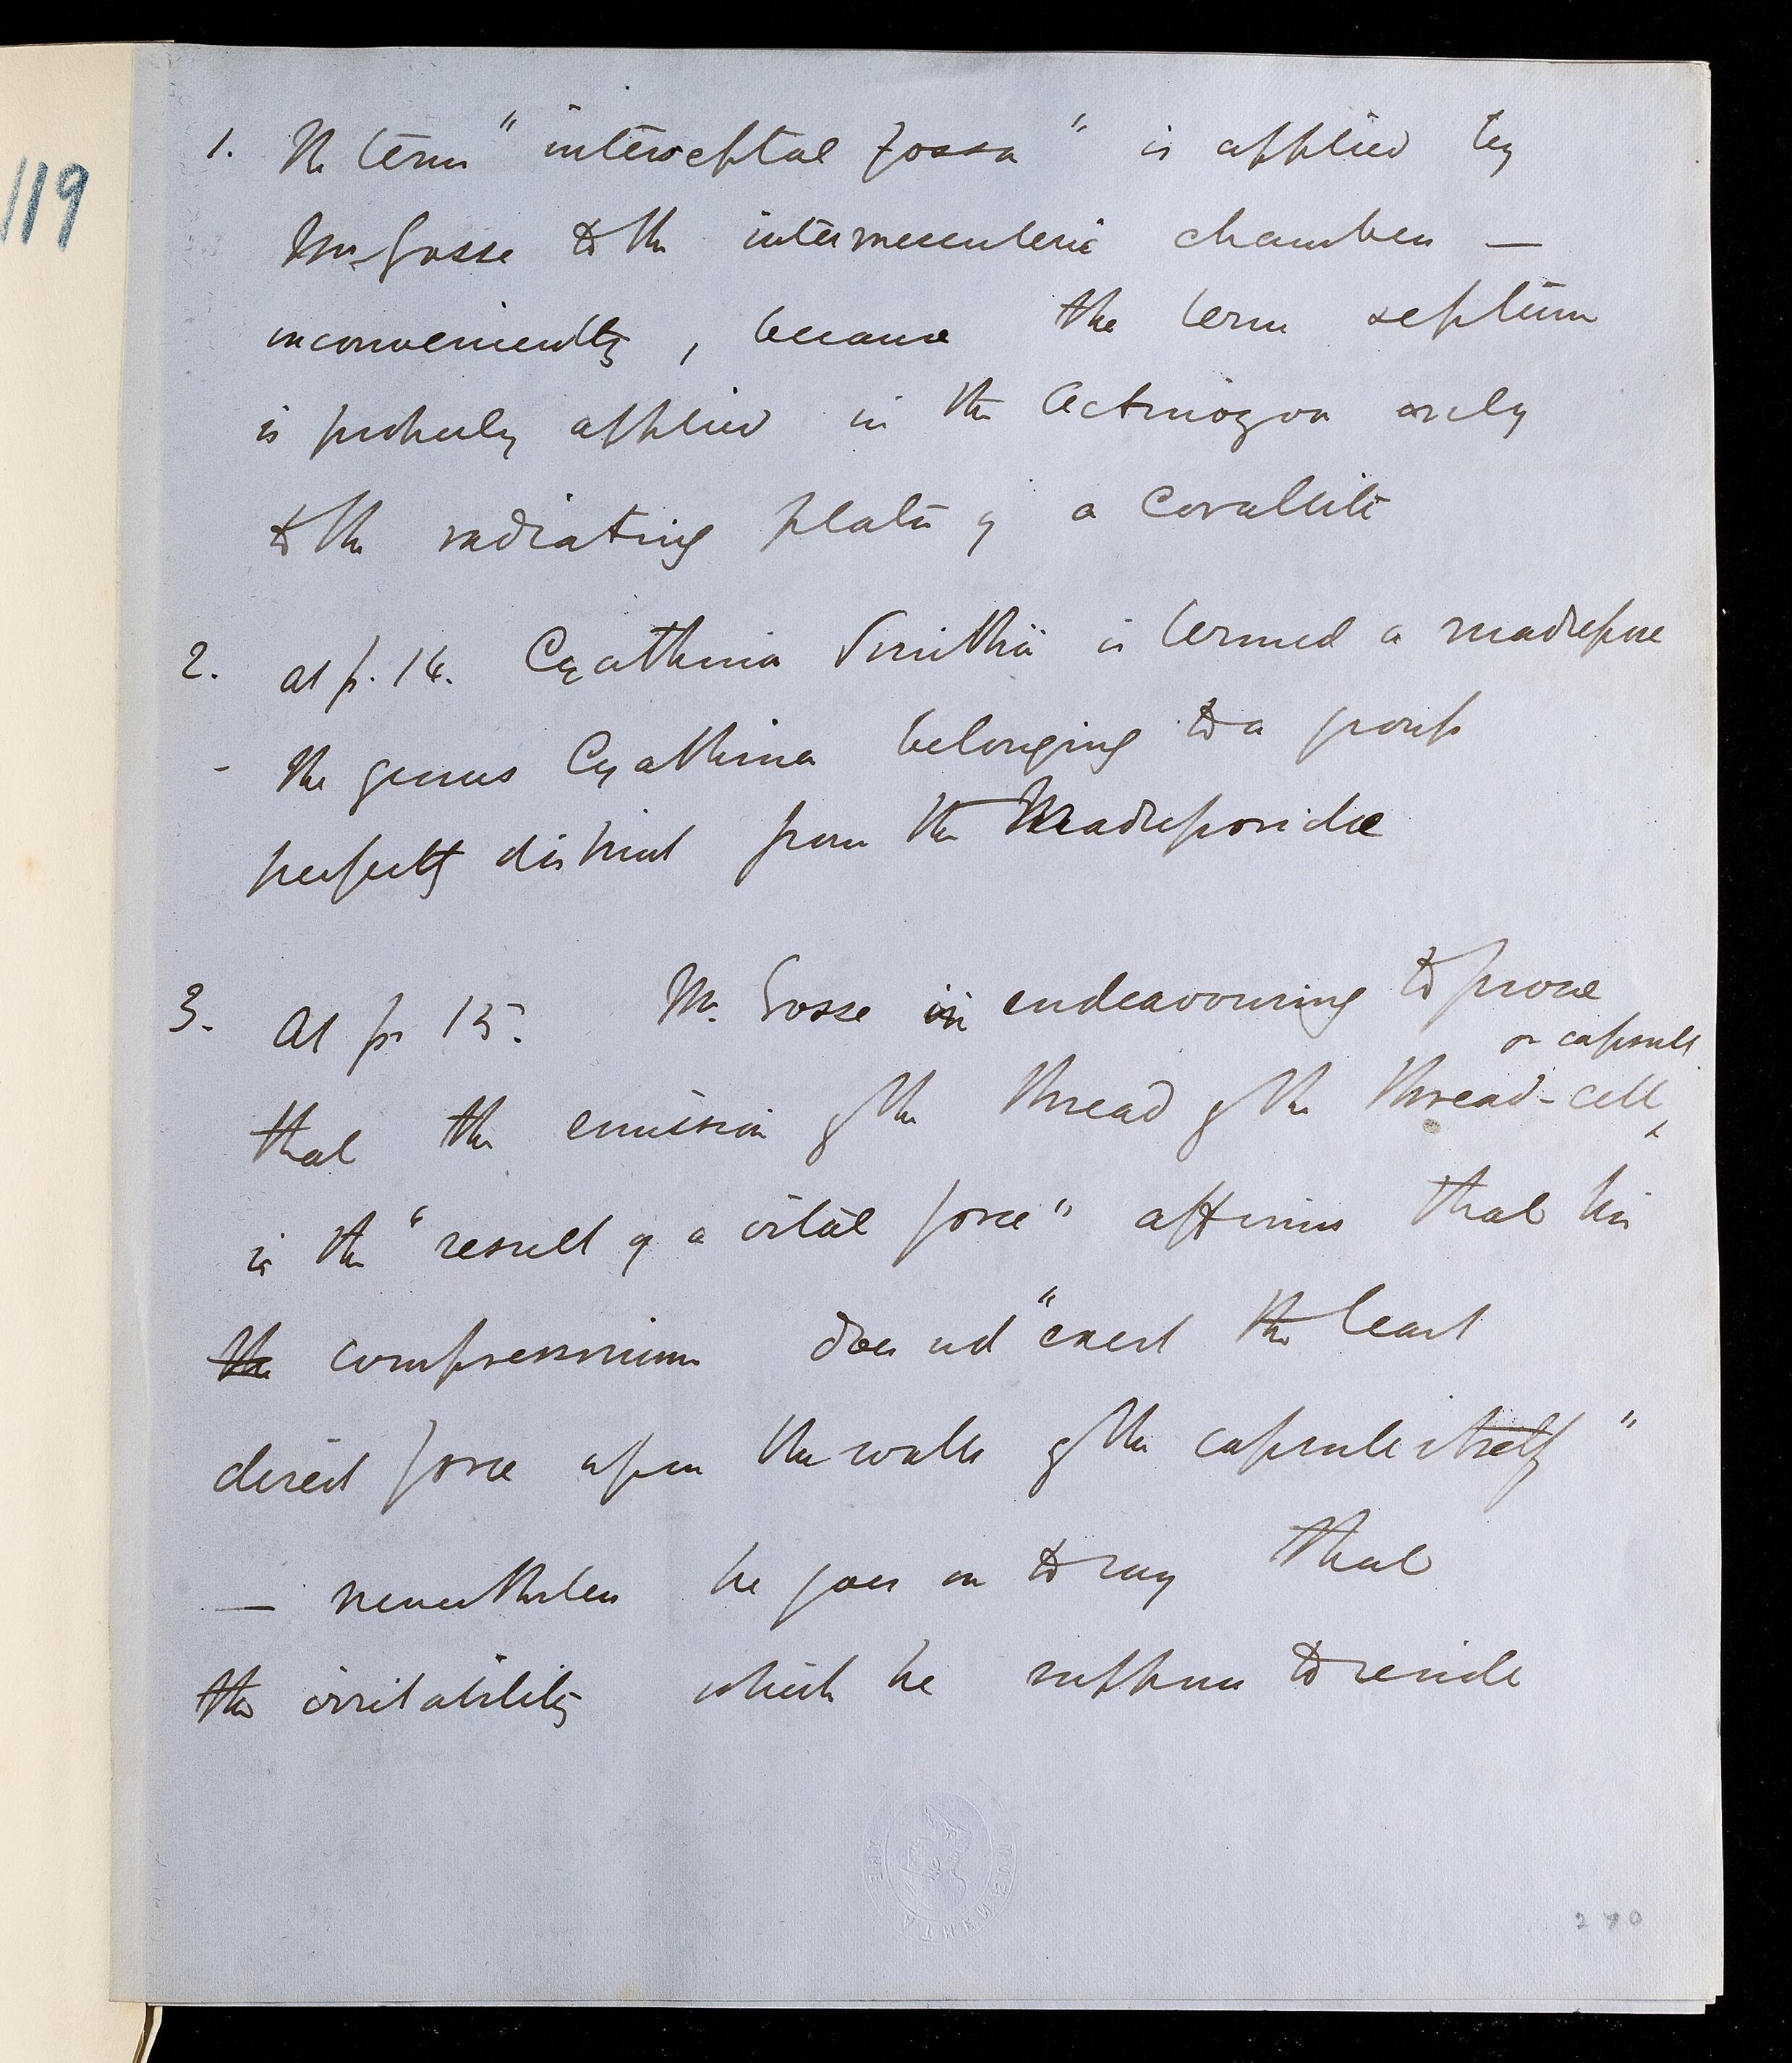 119
1. The term "interseptal fossa" is applied by
Mr. Gosse to the intermesenteric chambers —
inconveniently, because the term septum
is properly applied in the Actinozoa only
to the radiating plates of a corallite
2. At p. 14. Cyathina Smithii is termed a madrepore
- the genus Cyathina belonging to a group
perfectly distinct from the Madreporidae
3. At p. 15. Mr. Gosse in endeavouring to prove
or capsule
that the emission of the thread of the thread-cell
is the "result of a vital force" affirms that his
the compressorium does not "exert the least
direct force upon the walls of the capsule itself"
— nevertheless he goes on to say that
the irritability which he supposes to reside
THE ATHENÆUM
270